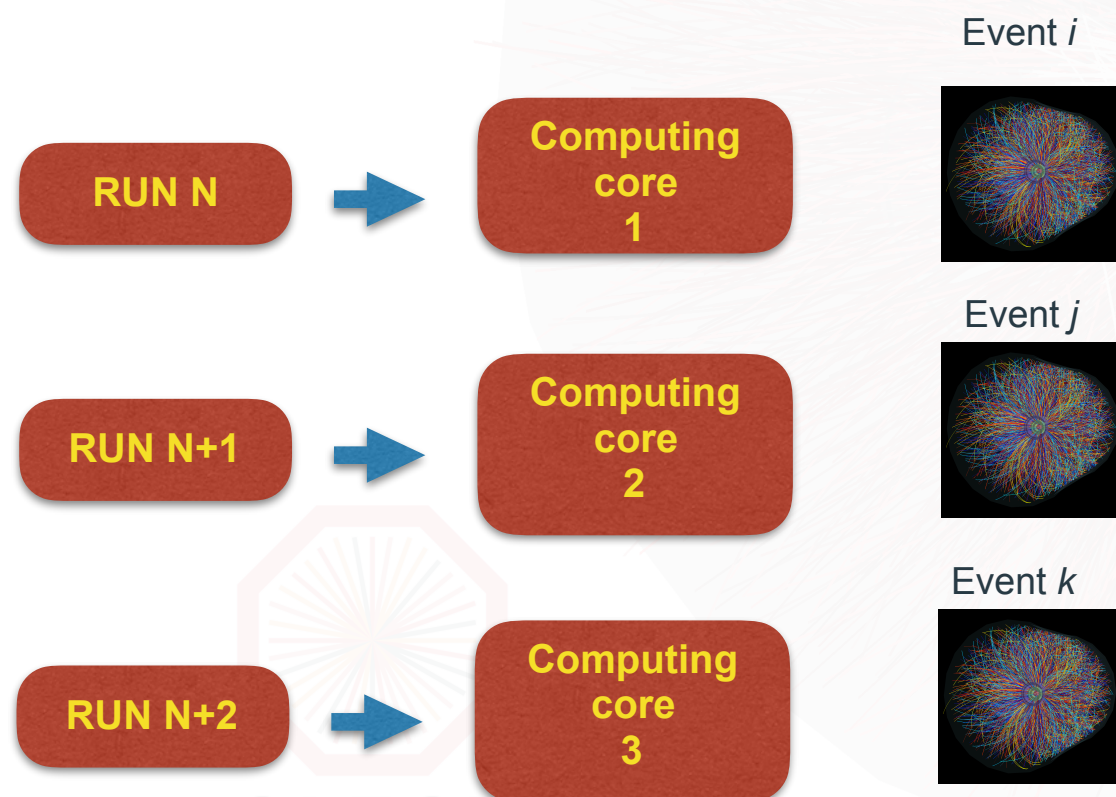 Event i
RUN N
Computing
core
1
Event j
RUN N+1
Computing
core
2
Event k
RUN N+2
Computing
core
3